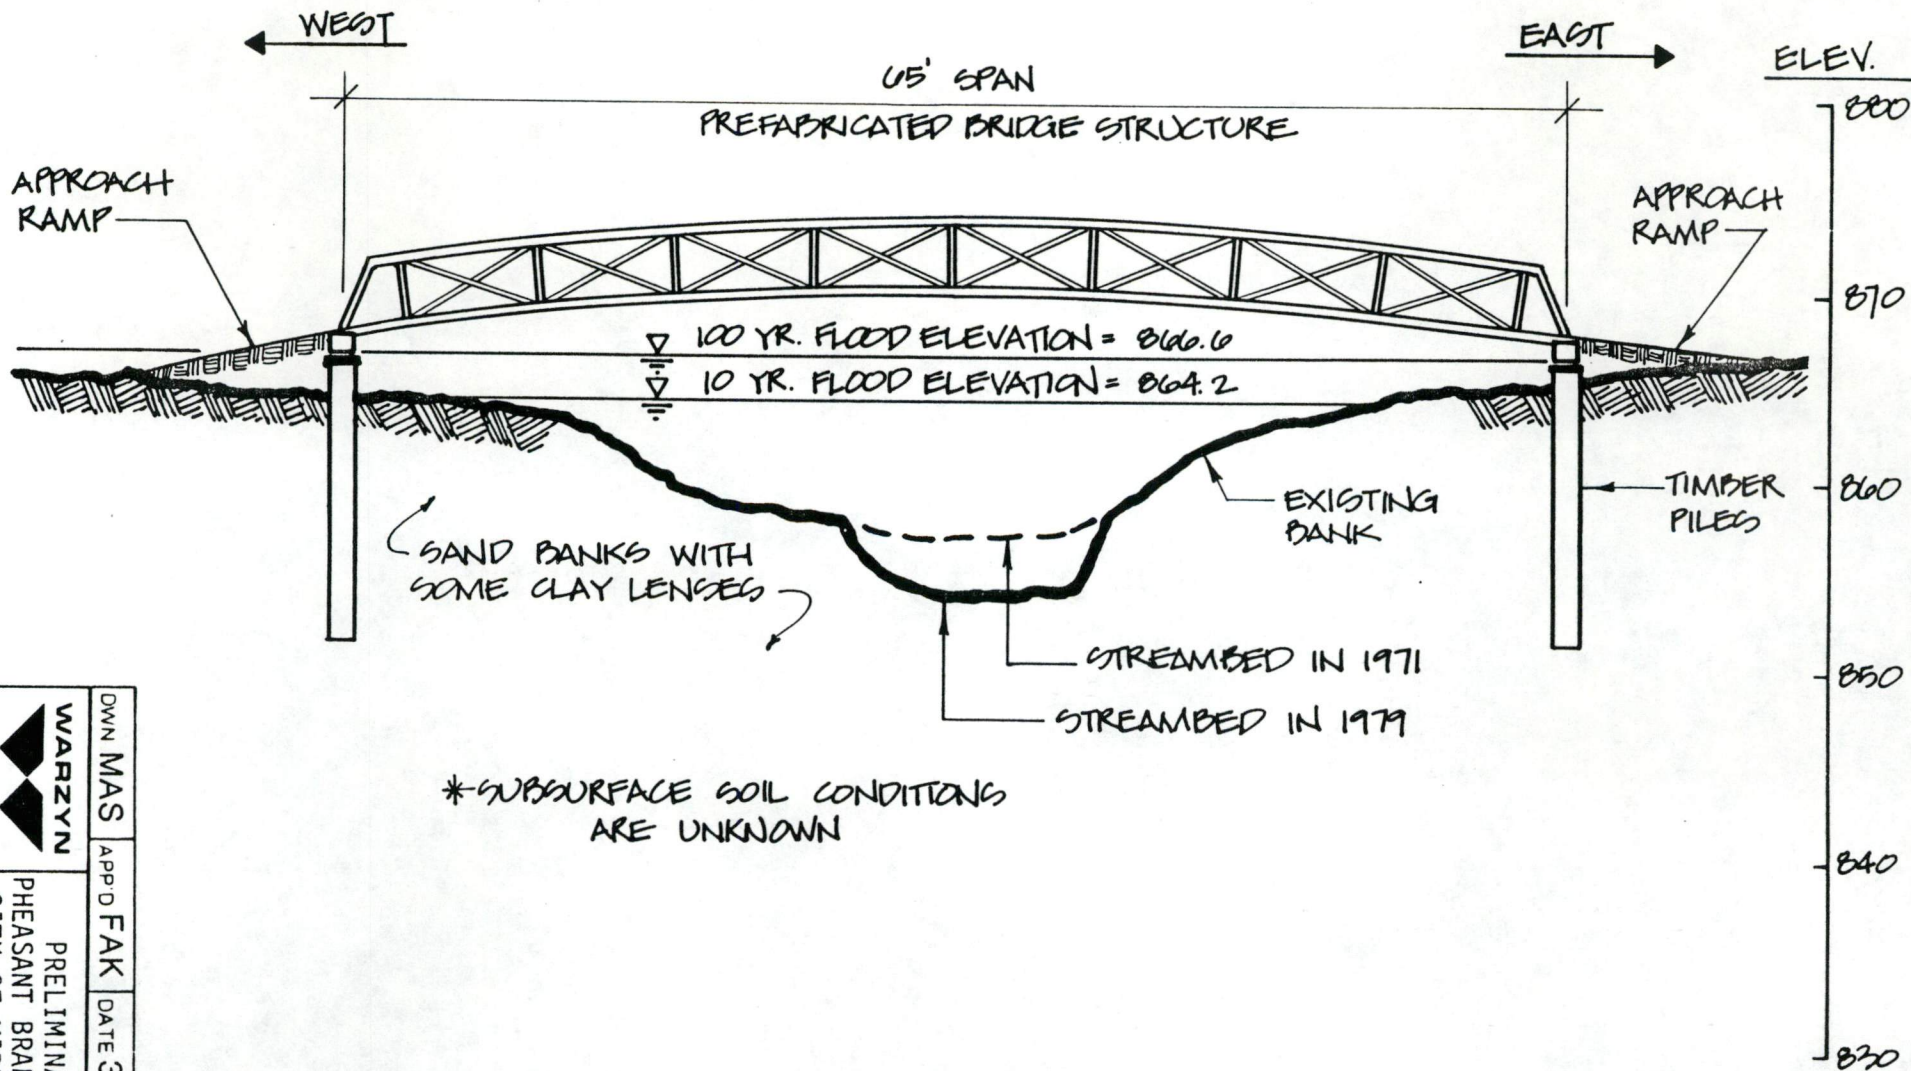 WEST
EAST
ELEV.
65' SPAN
PREFABRICATED BRIDGE STRUCTURE
880
APPROACH
RAMP
APPROACH
RAMP
870
100 YR. FLOOD ELEVATION = 866.6
10 YR. FLOOD ELEVATION = 864.2
EXISTING
BANK
TIMBER
PILES
860
SAND BANKS WITH
SOME CLAY LENSES
STREAMBED IN 1971
850
STREAMBED IN 1979
*SUBSURFACE SOIL CONDITIONS
ARE UNKNOWN
840
830
DWN MAS APP'D FAK DATE 3
WARZYN
PRELIMINA
PHEASANT BRAN